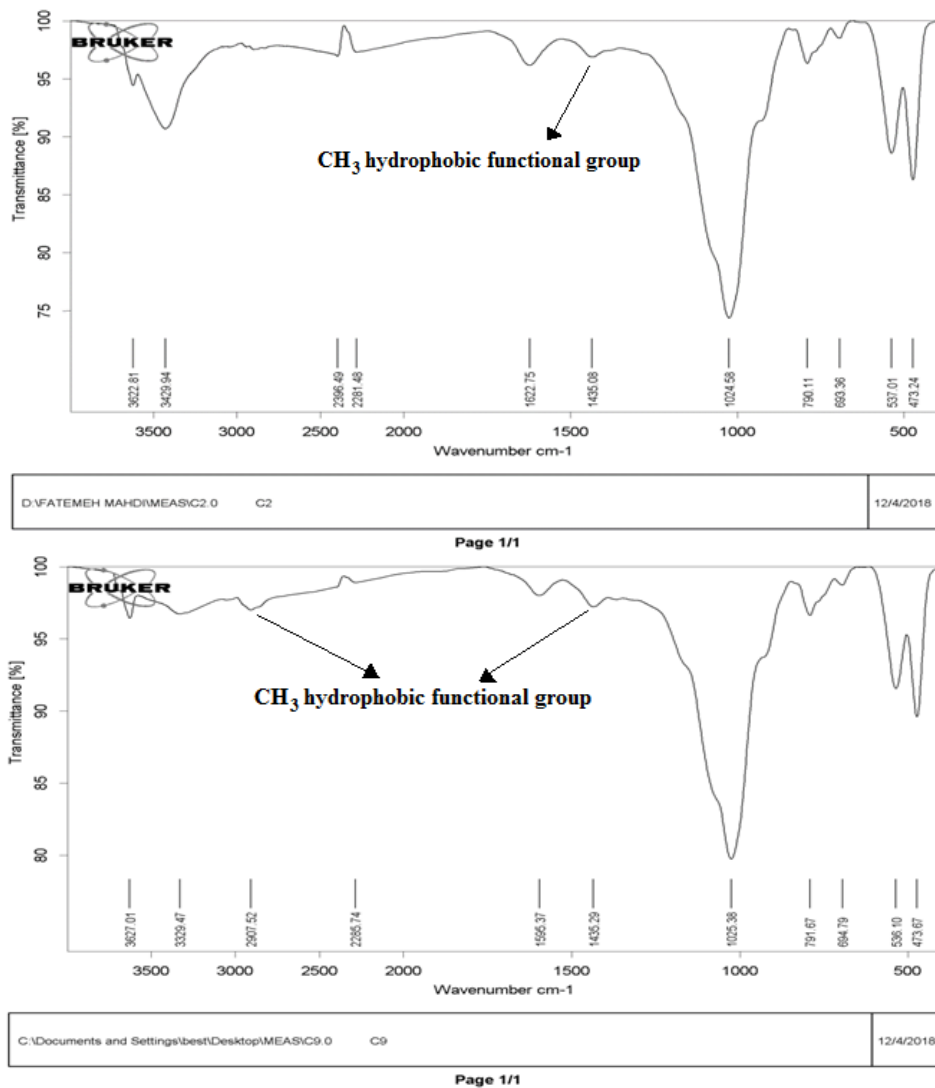 100
BRUKER
95
CH3 hydrophobic functional group
90
85
80
75
Transmittance [%]
3622.81
3429.94
2396.49
2281.48
1622.75
1435.08
1024.58
790.11
693.36
537.01
473.24
3500 3000 2500 2000 1500 1000 500
Wavenumber cm-1
D:\FATEMEH MAHDI\MEAS\C2.0 C2 12/4/2018
Page 1/1
100
BRUKER
95
CH3 hydrophobic functional group
90
85
80
Transmittance [%]
3627.01
3329.47
2907.52
2285.74
1595.37
1435.29
1025.38
791.67
694.79
536.10
473.67
3500 3000 2500 2000 1500 1000 500
Wavenumber cm-1
C:\Documents and Settings\best\Desktop\MEAS\C9.0 C9 12/4/2018
Page 1/1